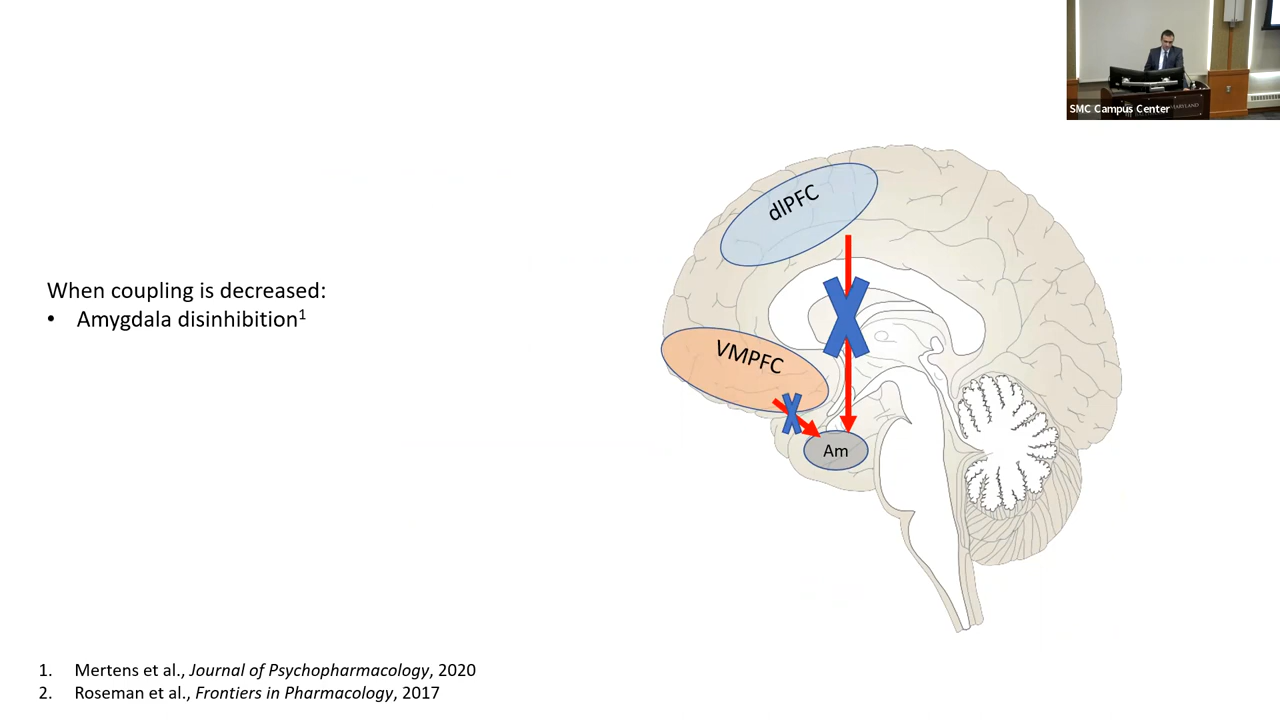 SMC Campus Center
MARYLAND
dlPFC
When coupling is decreased:
• Amygdala disinhibition¹
VMPFC
Am
1. Mertens et al., Journal of Psychopharmacology, 2020
2. Roseman et al., Frontiers in Pharmacology, 2017